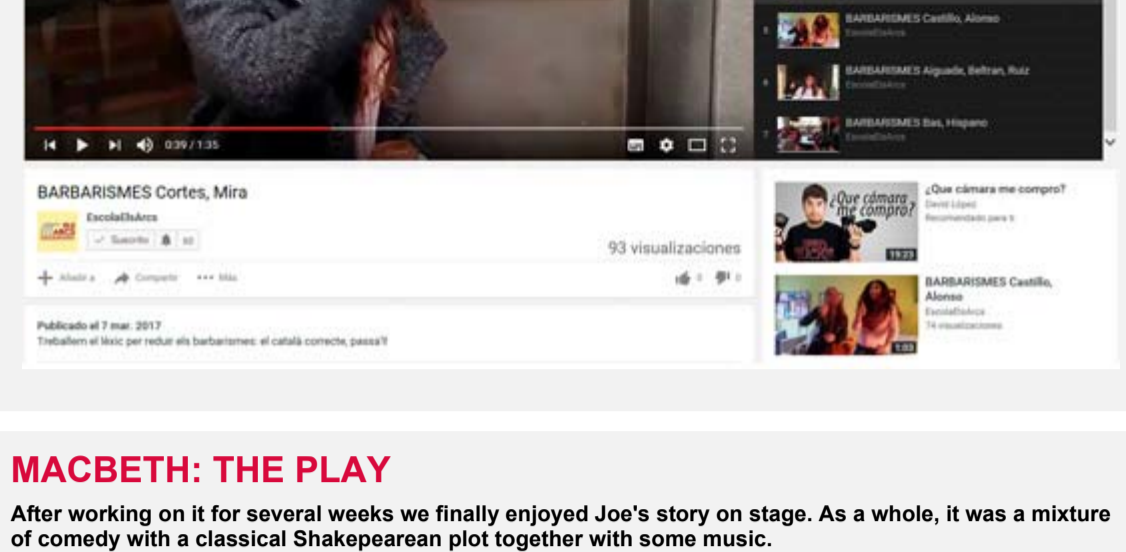 BARBARISMES Castillo, Alonso
EscolaElsArcs
6
BARBARISMES Aiguade, Beltran, Ruiz
EscolaElsArcs
7
BARBARISMES Bas, Hispano
EscolaElsArcs
0:39 / 1:35
BARBARISMES Cortes, Mira
EscolaElsArcs
Suscrito
93 visualizaciones
Añadir a
Compartir
Más
0
0
Publicado el 7 mar. 2017
Treballem el lèxic per reduir els barbarismes: el català correcte, passa'l!
¿Que cámara me compro?
¿Que cámara me compro?
David López
Recomendado para ti
19:23
BARBARISMES Castillo,
Alonso
EscolaElsArcs
74 visualizaciones
1:03
MACBETH: THE PLAY
After working on it for several weeks we finally enjoyed Joe's story on stage. As a whole, it was a mixture
of comedy with a classical Shakepearean plot together with some music.